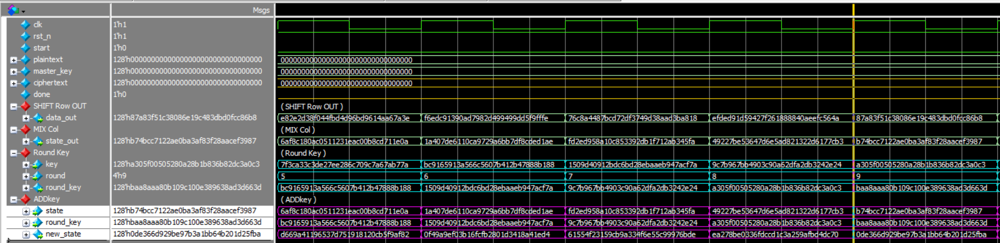 Msgs
clk 1'h1
rst_n 1'h1
start 1'h0
plaintext 128'h00000000000000000000000000000000 00000000000000000000000000000000
master_key 128'h00000000000000000000000000000000 00000000000000000000000000000000
ciphertext 128'h00000000000000000000000000000000 00000000000000000000000000000000
done 1'h0
SHIFT Row OUT ( SHIFT Row OUT )
data_out 128'h87a83f51c38086e19c483dbd0fcc86b8 e82e2d38f044fbd4d96bd9614aa67a3e f6edc91390ad7982d499499dd5f9fffe 76c8a4487bcd72df3749d38aad3ba818 efded91d59427f261888840aeefc564a 87a83f51c38086e19c483dbd0fcc86b8
MIX Col ( MIX Col )
state_out 128'hb74bcc7122ae0ba3af83f28aacef3987 6af8c180ac0511231eac00b8cd711e0a 1a407de6110ca9729a6bb7df8cded1ae fd2ed958a10c853392db1f712ab345fa 49227be53647d6e5ad821322d6177cb3 b74bcc7122ae0ba3af83f28aacef3987
Round Key ( Round Key )
key 128'ha305f00505280a28b1b836b82dc3a0c3 7f3ca33c3de27ee286c709c7a67ab77a bc9165913a566c5607b412b47888b188 1509d40912bdc6bd28ebaaeb947acf7a 9c7b967bb4903c90a62dfa2db3242e24 a305f00505280a28b1b836b82dc3a0c3
round 4'h9 5 6 7 8 9
round_key 128'hbaa8aaa80b109c100e389638ad3d663d bc9165913a566c5607b412b47888b188 1509d40912bdc6bd28ebaaeb947acf7a 9c7b967bb4903c90a62dfa2db3242e24 a305f00505280a28b1b836b82dc3a0c3 baa8aaa80b109c100e389638ad3d663d
ADDkey ( ADDkey )
state 128'hb74bcc7122ae0ba3af83f28aacef3987 6af8c180ac0511231eac00b8cd711e0a 1a407de6110ca9729a6bb7df8cded1ae fd2ed958a10c853392db1f712ab345fa 49227be53647d6e5ad821322d6177cb3 b74bcc7122ae0ba3af83f28aacef3987
round_key 128'hbaa8aaa80b109c100e389638ad3d663d bc9165913a566c5607b412b47888b188 1509d40912bdc6bd28ebaaeb947acf7a 9c7b967bb4903c90a62dfa2db3242e24 a305f00505280a28b1b836b82dc3a0c3 baa8aaa80b109c100e389638ad3d663d
new_state 128'h0de366d929be97b3a1bb64b201d25fba d669a41196537d751918120cb5f9af82 0f49a9ef03b16fcfb2801d3418a41ed4 61554f23159cb9a334f6e55c99976bde ea278be0336fdccd1c3a259afbd4dc70 0de366d929be97b3a1bb64b201d25fba